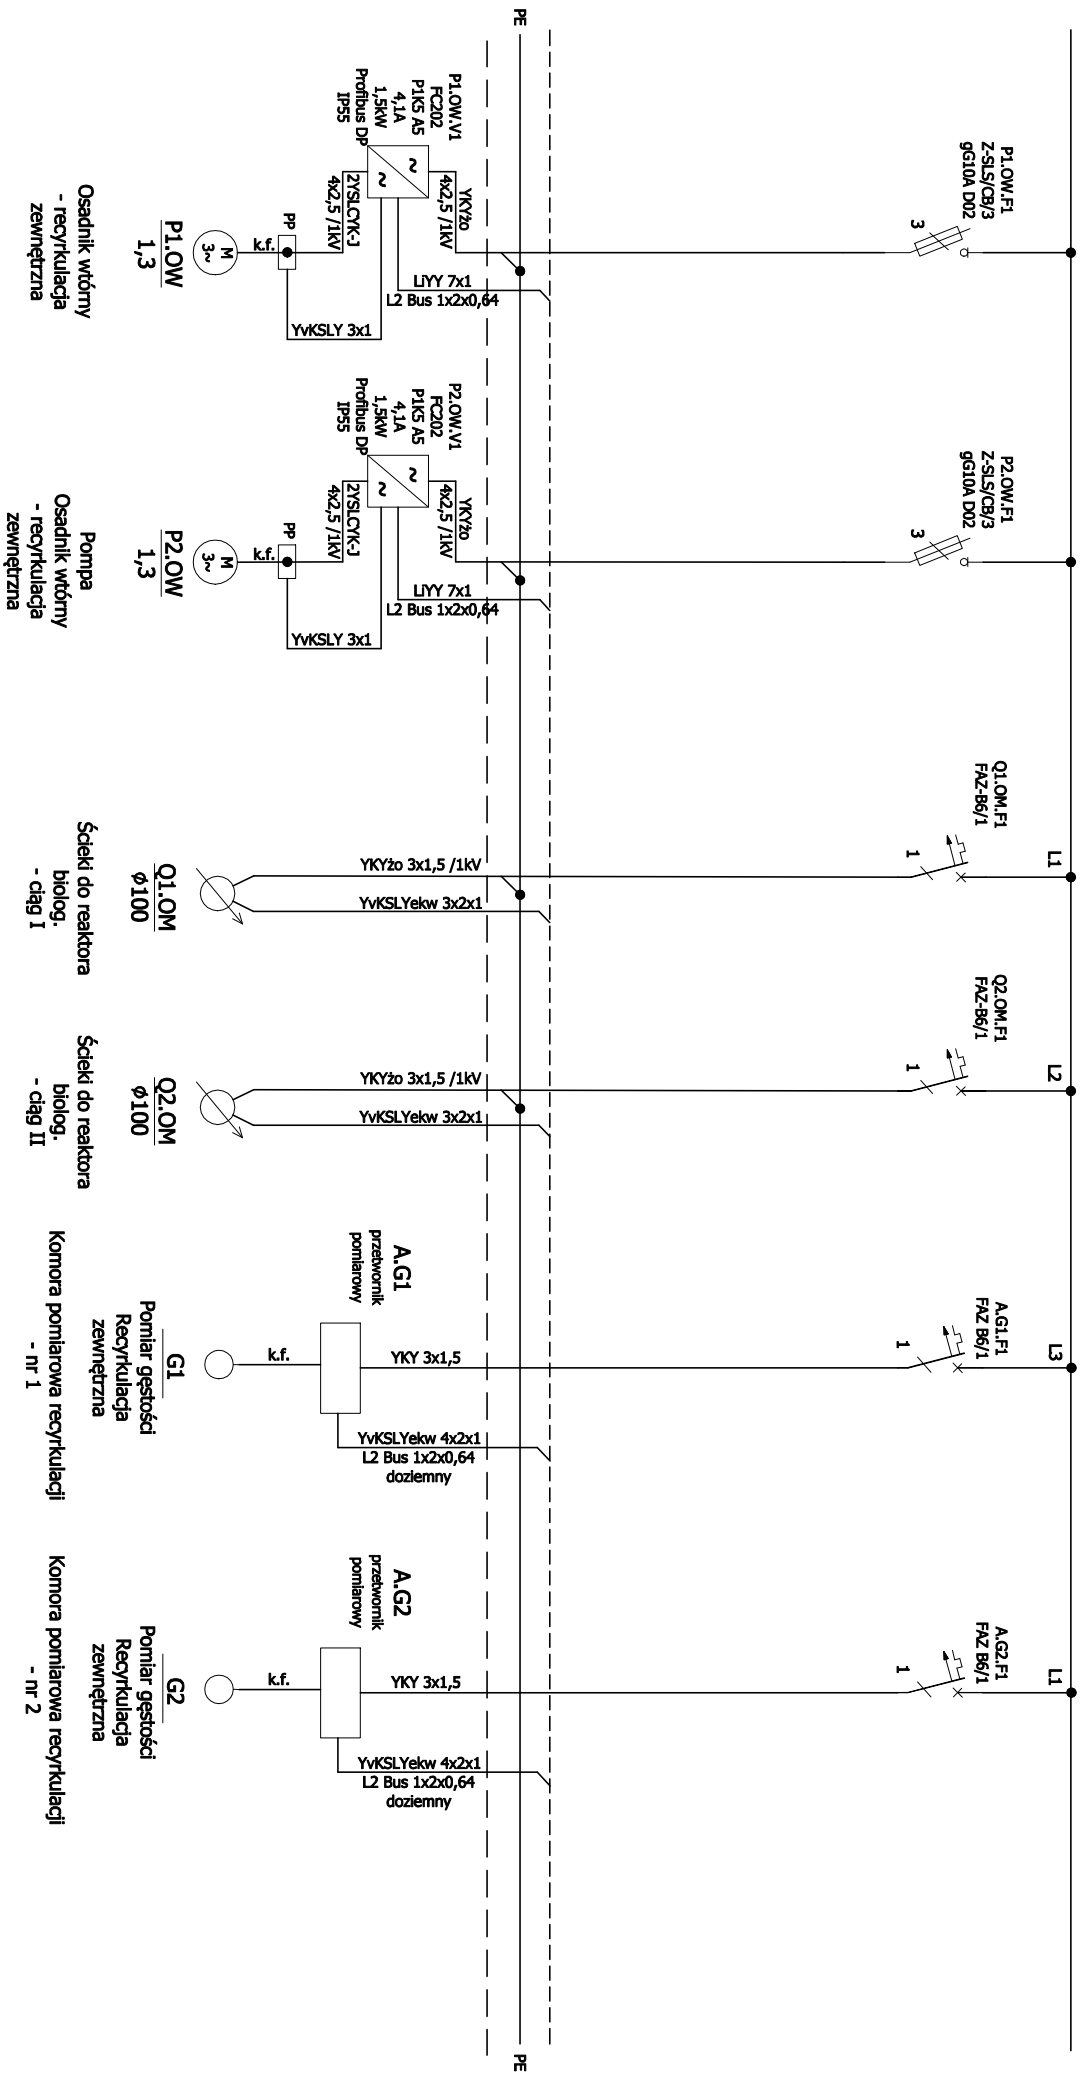 PE
P1.OW.F1
Z-SLS/CB/3
gG10A D02
3
P1.OW.V1
FC202
P1K5 A5
4,1A
1,5kW
Profibus DP
IP55
~
~
YKYżo
4x2,5 /1kV
2YSLCYK-J
4x2,5 /1kV
LiYY 7x1
L2 Bus 1x2x0,64
YvKSLY 3x1
PP
k.f.
M
3~
P1.OW
1,3
Osadnik wtórny
- recyrkulacja
zewnętrzna
P2.OW.F1
Z-SLS/CB/3
gG10A D02
3
P2.OW.V1
FC202
P1K5 A5
4,1A
1,5kW
Profibus DP
IP55
~
~
YKYżo
4x2,5 /1kV
2YSLCYK-J
4x2,5 /1kV
LiYY 7x1
L2 Bus 1x2x0,64
YvKSLY 3x1
PP
k.f.
M
3~
P2.OW
1,3
Pompa
Osadnik wtórny
- recyrkulacja
zewnętrzna
L1
Q1.OM.F1
FAZ-B6/1
1
YKYżo 3x1,5 /1kV
YvKSLYekw 3x2x1
Q1.OM
ϕ100
Ścieki do reaktora
biolog.
- ciąg I
L2
Q2.OM.F1
FAZ-B6/1
1
YKYżo 3x1,5 /1kV
YvKSLYekw 3x2x1
Q2.OM
ϕ100
Ścieki do reaktora
biolog.
- ciąg II
L3
A.G1.F1
FAZ B6/1
1
A.G1
przetwornik
pomiarowy
YKY 3x1,5
YvKSLYekw 4x2x1
L2 Bus 1x2x0,64
doziemny
k.f.
G1
Pomiar gęstości
Recyrkulacja
zewnętrzna
Komora pomiarowa recyrkulacji
- nr 1
L1
A.G2.F1
FAZ B6/1
1
A.G2
przetwornik
pomiarowy
YKY 3x1,5
YvKSLYekw 4x2x1
L2 Bus 1x2x0,64
doziemny
k.f.
G2
Pomiar gęstości
Recyrkulacja
zewnętrzna
Komora pomiarowa recyrkulacji
- nr 2
PE